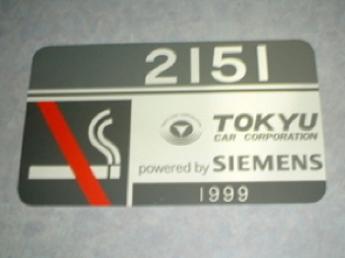 2151
TOKYU
CAR CORPORATION
powered by SIEMENS
1999